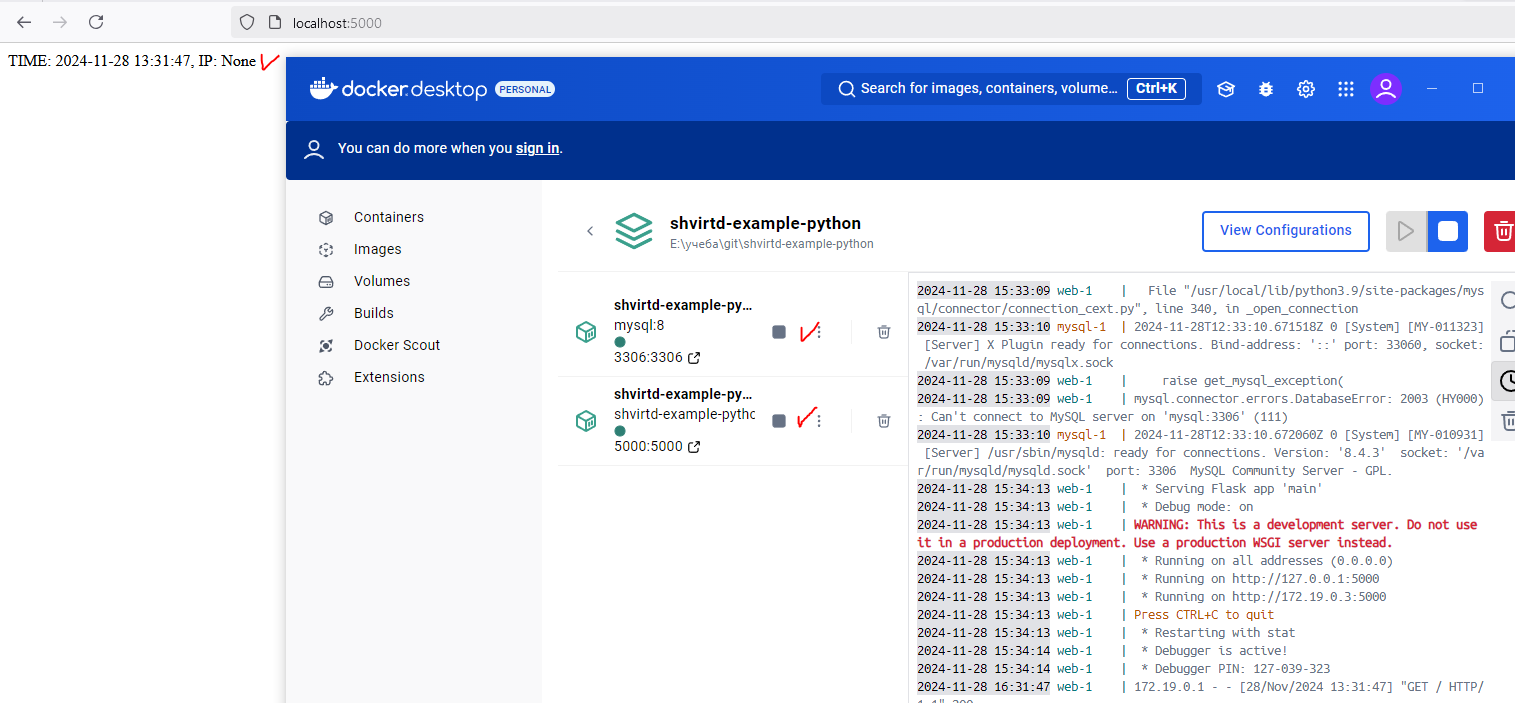 localhost:5000
TIME: 2024-11-28 13:31:47, IP: None
docker.desktop PERSONAL
Search for images, containers, volume... Ctrl+K
You can do more when you sign in.
Containers
Images
Volumes
Builds
Docker Scout
Extensions
shvirtd-example-python
E:\учеба\git\shvirtd-example-python
View Configurations
shvirtd-example-py...
mysql:8
3306:3306
shvirtd-example-py...
shvirtd-example-pythc
5000:5000
2024-11-28 15:33:09 web-1 | File "/usr/local/lib/python3.9/site-packages/mys
ql/connector/connection_cext.py", line 340, in _open_connection
2024-11-28 15:33:10 mysql-1 | 2024-11-28T12:33:10.671518Z 0 [System] [MY-011323]
[Server] X Plugin ready for connections. Bind-address: '::' port: 33060, socket:
/var/run/mysqld/mysqlx.sock
2024-11-28 15:33:09 web-1 | raise get_mysql_exception(
2024-11-28 15:33:09 web-1 | mysql.connector.errors.DatabaseError: 2003 (HY000)
: Can't connect to MySQL server on 'mysql:3306' (111)
2024-11-28 15:33:10 mysql-1 | 2024-11-28T12:33:10.672060Z 0 [System] [MY-010931]
[Server] /usr/sbin/mysqld: ready for connections. Version: '8.4.3' socket: '/va
r/run/mysqld/mysqld.sock' port: 3306 MySQL Community Server - GPL.
2024-11-28 15:34:13 web-1 | * Serving Flask app 'main'
2024-11-28 15:34:13 web-1 | * Debug mode: on
2024-11-28 15:34:13 web-1 | WARNING: This is a development server. Do not use
it in a production deployment. Use a production WSGI server instead.
2024-11-28 15:34:13 web-1 | * Running on all addresses (0.0.0.0)
2024-11-28 15:34:13 web-1 | * Running on http://127.0.0.1:5000
2024-11-28 15:34:13 web-1 | * Running on http://172.19.0.3:5000
2024-11-28 15:34:13 web-1 | Press CTRL+C to quit
2024-11-28 15:34:13 web-1 | * Restarting with stat
2024-11-28 15:34:14 web-1 | * Debugger is active!
2024-11-28 15:34:14 web-1 | * Debugger PIN: 127-039-323
2024-11-28 16:31:47 web-1 | 172.19.0.1 - - [28/Nov/2024 13:31:47] "GET / HTTP/